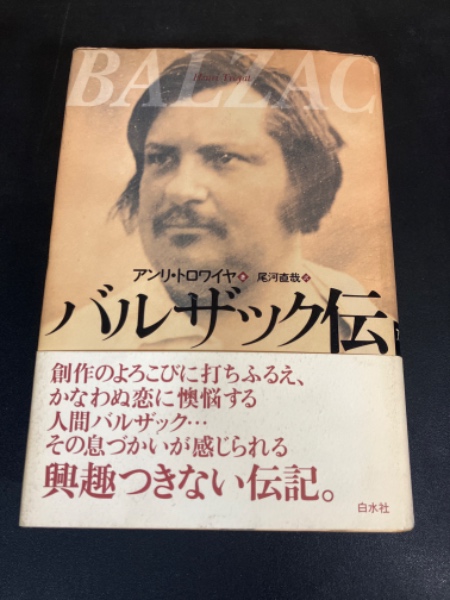 BALZAC
Henri Troyat
アンリ・トロワイヤ 著 尾河直哉 訳
バルザック伝
創作のよろこびに打ちふるえ、
かなわぬ恋に懊悩する
人間バルザック…
その息づかいが感じられる
興趣つきない伝記。
白水社